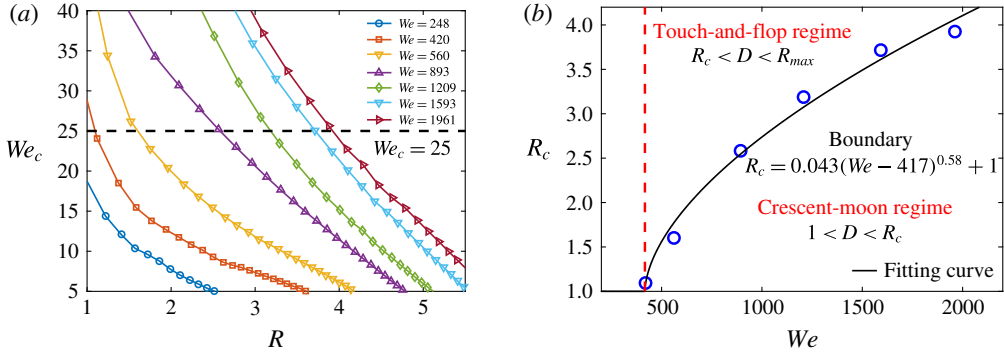 (a)
40
35
30
25
20
15
10
5
We_c
1
2
3
4
5
R
We = 248
We = 420
We = 560
We = 893
We = 1209
We = 1593
We = 1961
We_c = 25
(b)
4.0
3.5
3.0
2.5
2.0
1.5
1.0
R_c
500
1000
1500
2000
We
Touch-and-flop regime
R_c < D < R_max
Boundary
R_c = 0.043(We − 417)^0.58 + 1
Crescent-moon regime
1 < D < R_c
Fitting curve